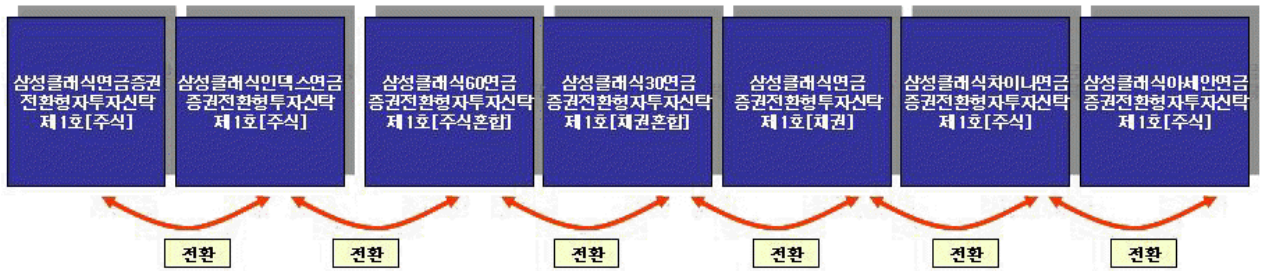 삼성클래식연금증권
전환형자투자신탁
제1호[주식]
삼성클래식인덱스연금
증권전환형투자신탁
제1호[주식]
삼성클래식60연금
증권전환형자투자신탁
제1호[주식혼합]
삼성클래식30연금
증권전환형자투자신탁
제1호[채권혼합]
삼성클래식연금
증권전환형투자신탁
제1호[채권]
삼성클래식차이나연금
증권전환형자투자신탁
제1호[주식]
삼성클래식아세안연금
증권전환형자투자신탁
제1호[주식]
전환
전환
전환
전환
전환
전환